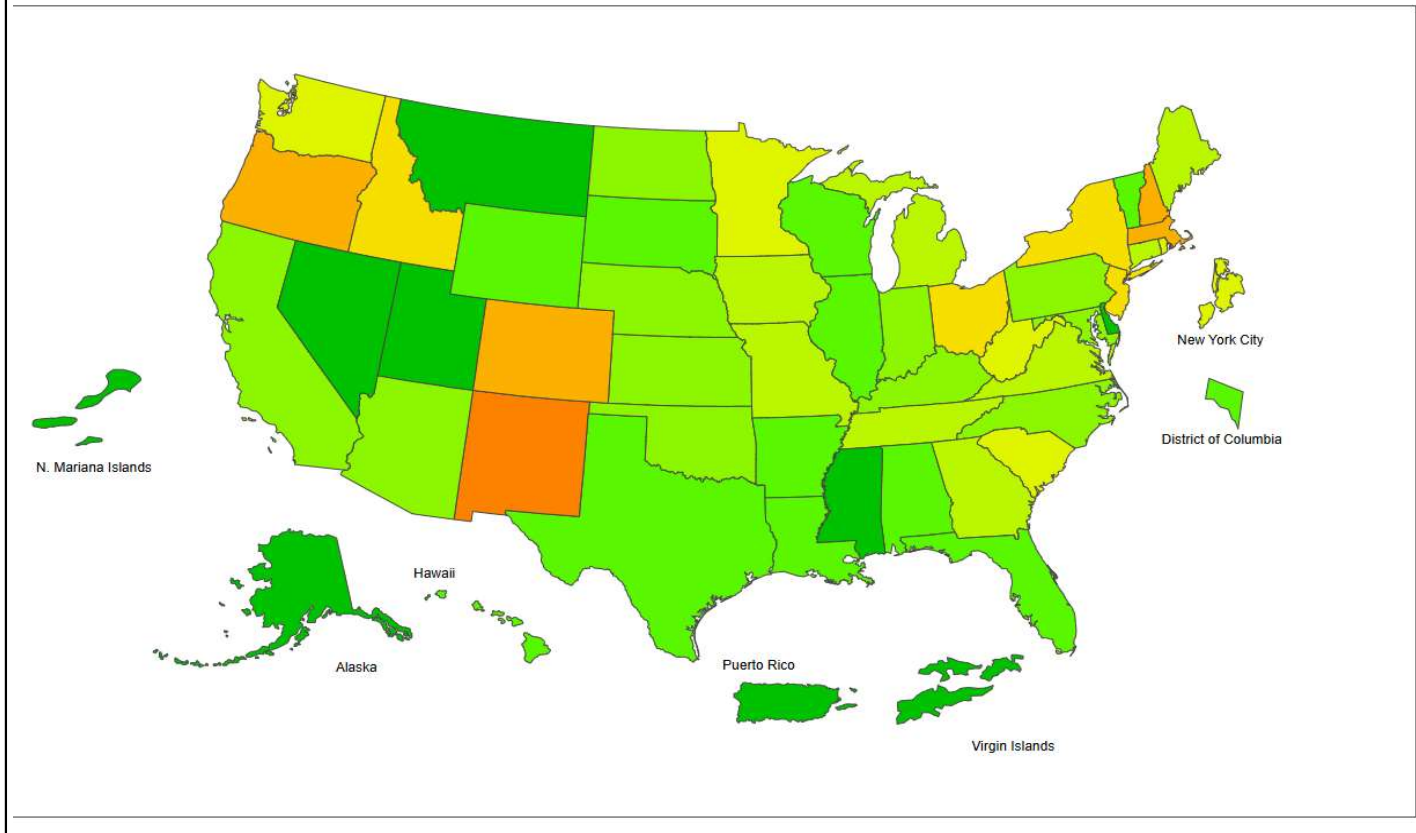 New York City
District of Columbia
N. Mariana Islands
Hawaii
Alaska
Puerto Rico
Virgin Islands